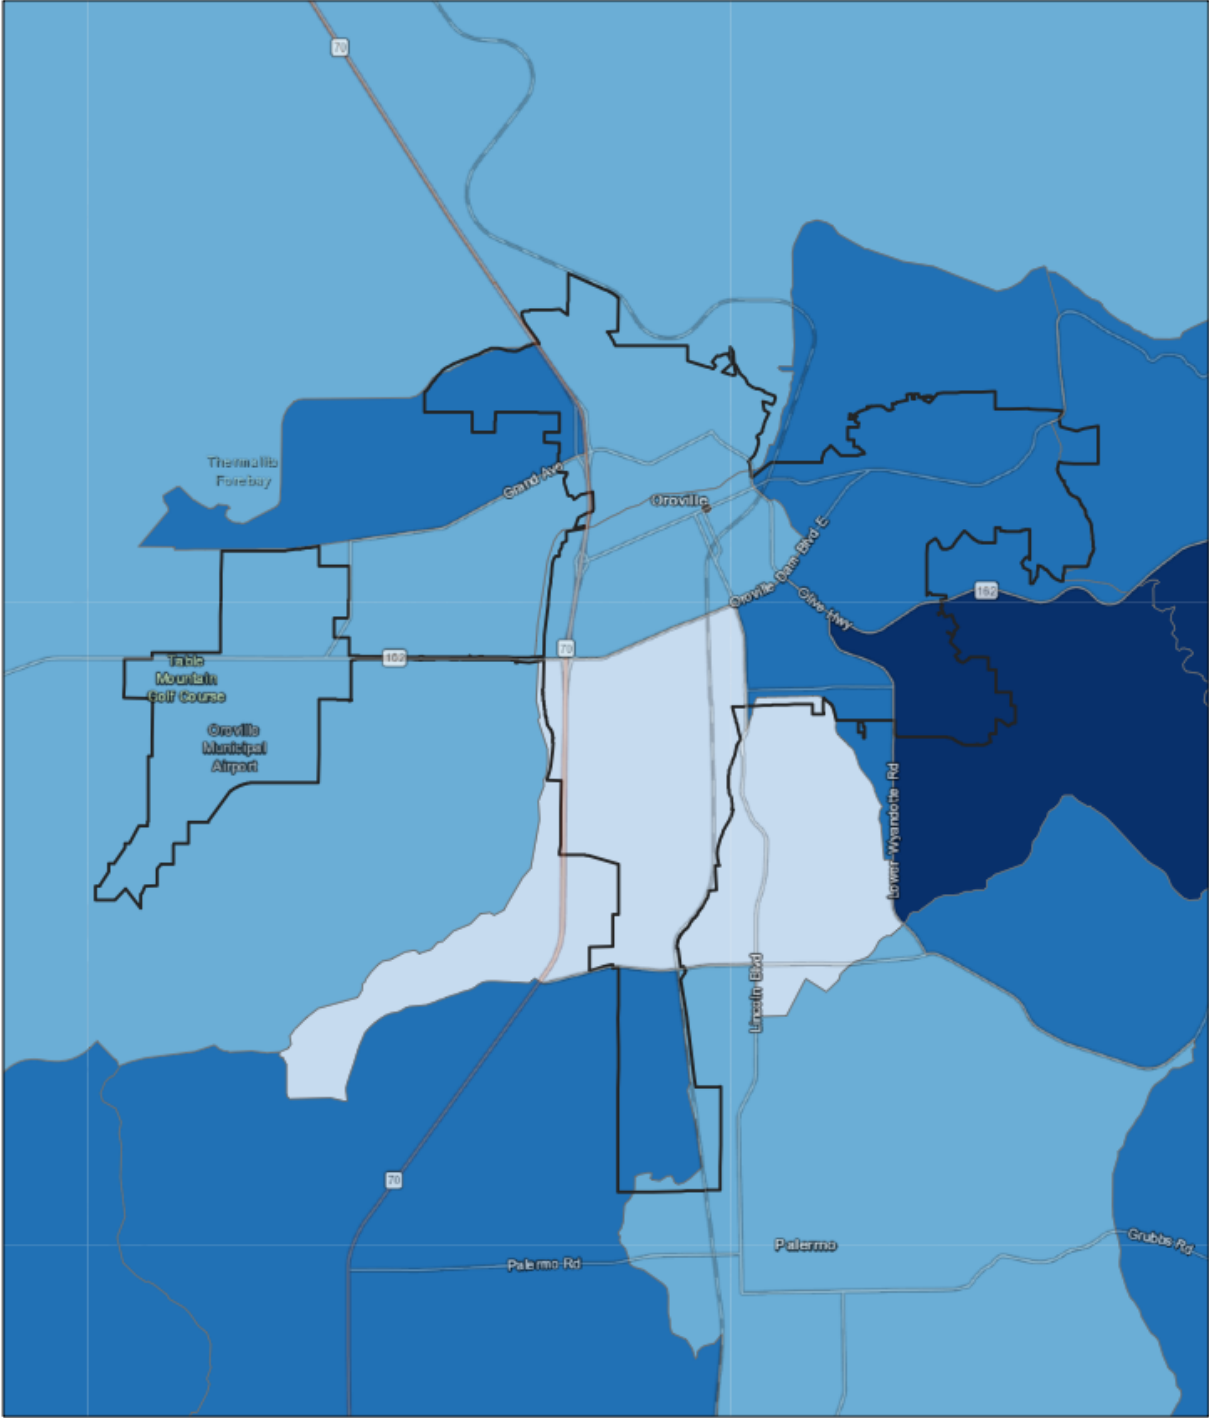 70
Thermalito
Forebay
Grand Ave
Oroville
Oroville Dam Blvd E
Olive Hwy
162
70
162
Table
Mountain
Golf Course
Oroville
Municipal
Airport
Lower Wyandotte Rd
Lincoln Blvd
70
Palermo
Grubbs Rd
Palermo Rd